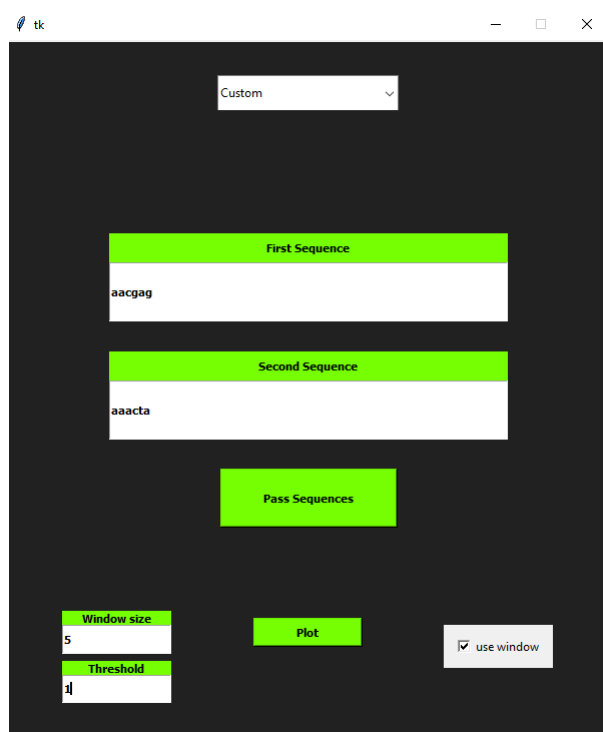 tk
Custom
First Sequence
aacgag
Second Sequence
aaacta
Pass Sequences
Window size
5
Plot
use window
Threshold
1